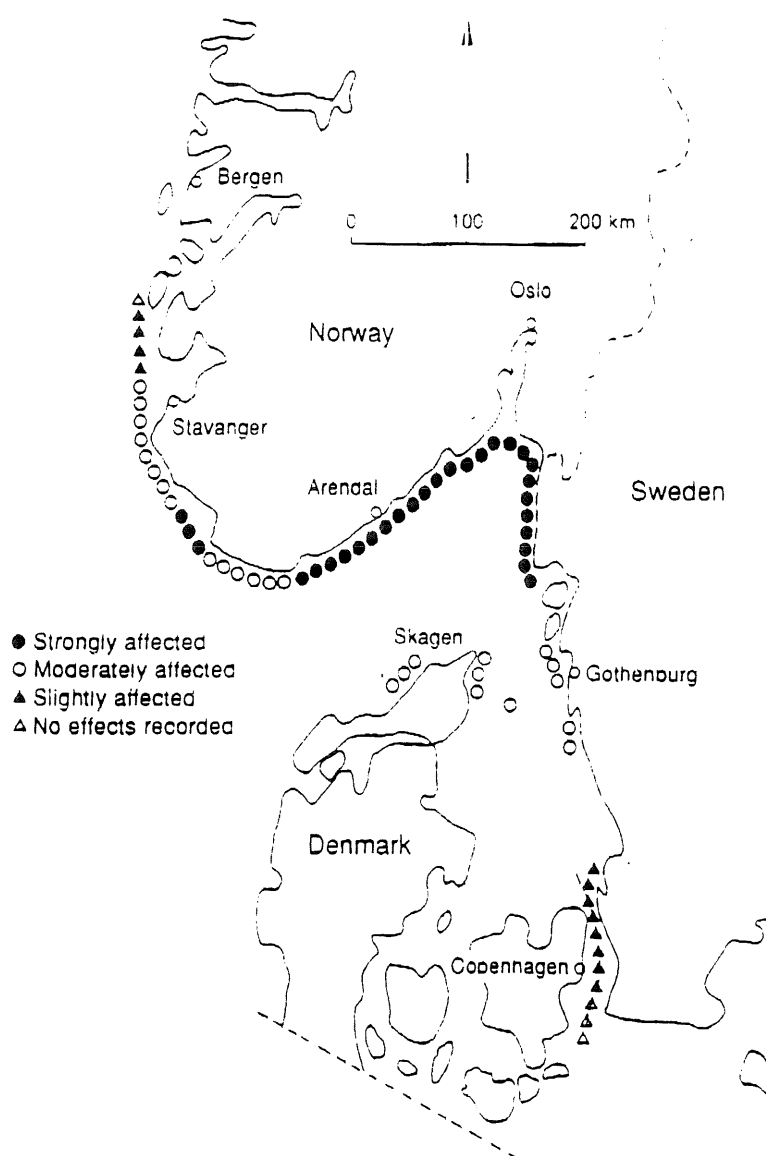 Bergen
0 100 200 km
Oslo
Norway
Stavanger
Arendal
Sweden
● Strongly affected
○ Moderately affected
▲ Slightly affected
△ No effects recorded
Skagen
Gothenburg
Denmark
Copenhagen